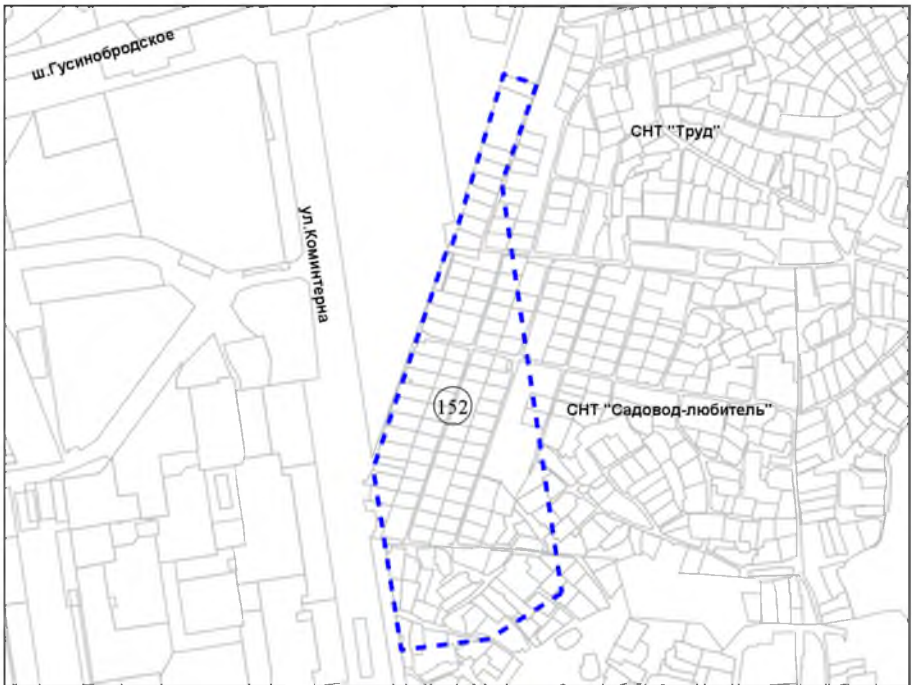 ш.Гусинобродское
СНТ "Труд"
ул.Коминтерна
152
СНТ "Садовод-любитель"